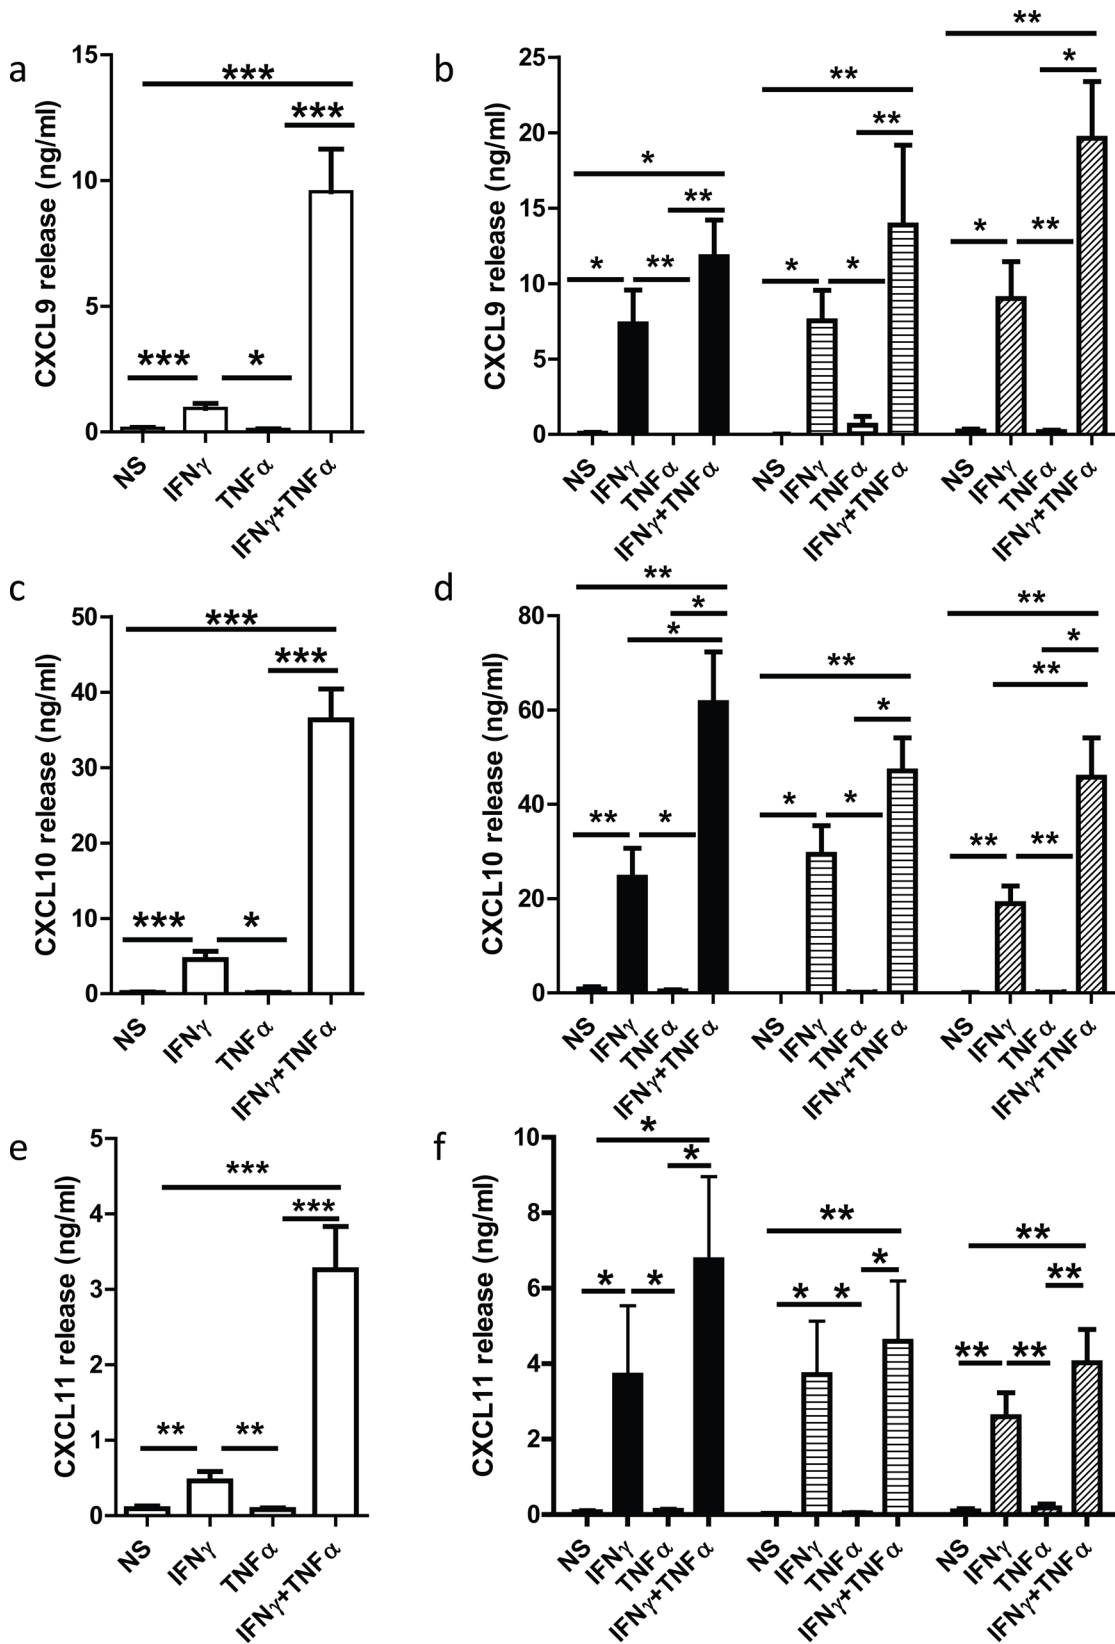 a
CXCL9 release (ng/ml)
15
10
5
0
***
***
***
*
NS
IFNγ
TNFα
IFNγ+TNFα
b
CXCL9 release (ng/ml)
25
20
15
10
5
0
*
**
*
**
**
**
*
*
**
*
*
**
NS
IFNγ
TNFα
IFNγ+TNFα
NS
IFNγ
TNFα
IFNγ+TNFα
NS
IFNγ
TNFα
IFNγ+TNFα
c
CXCL10 release (ng/ml)
50
40
30
20
10
0
***
***
***
*
NS
IFNγ
TNFα
IFNγ+TNFα
d
CXCL10 release (ng/ml)
80
60
40
20
0
**
*
*
**
*
**
*
*
*
**
*
**
**
**
NS
IFNγ
TNFα
IFNγ+TNFα
NS
IFNγ
TNFα
IFNγ+TNFα
NS
IFNγ
TNFα
IFNγ+TNFα
e
CXCL11 release (ng/ml)
5
4
3
2
1
0
***
***
**
**
NS
IFNγ
TNFα
IFNγ+TNFα
f
CXCL11 release (ng/ml)
10
8
6
4
2
0
*
*
*
*
**
*
*
*
**
**
**
**
NS
IFNγ
TNFα
IFNγ+TNFα
NS
IFNγ
TNFα
IFNγ+TNFα
NS
IFNγ
TNFα
IFNγ+TNFα